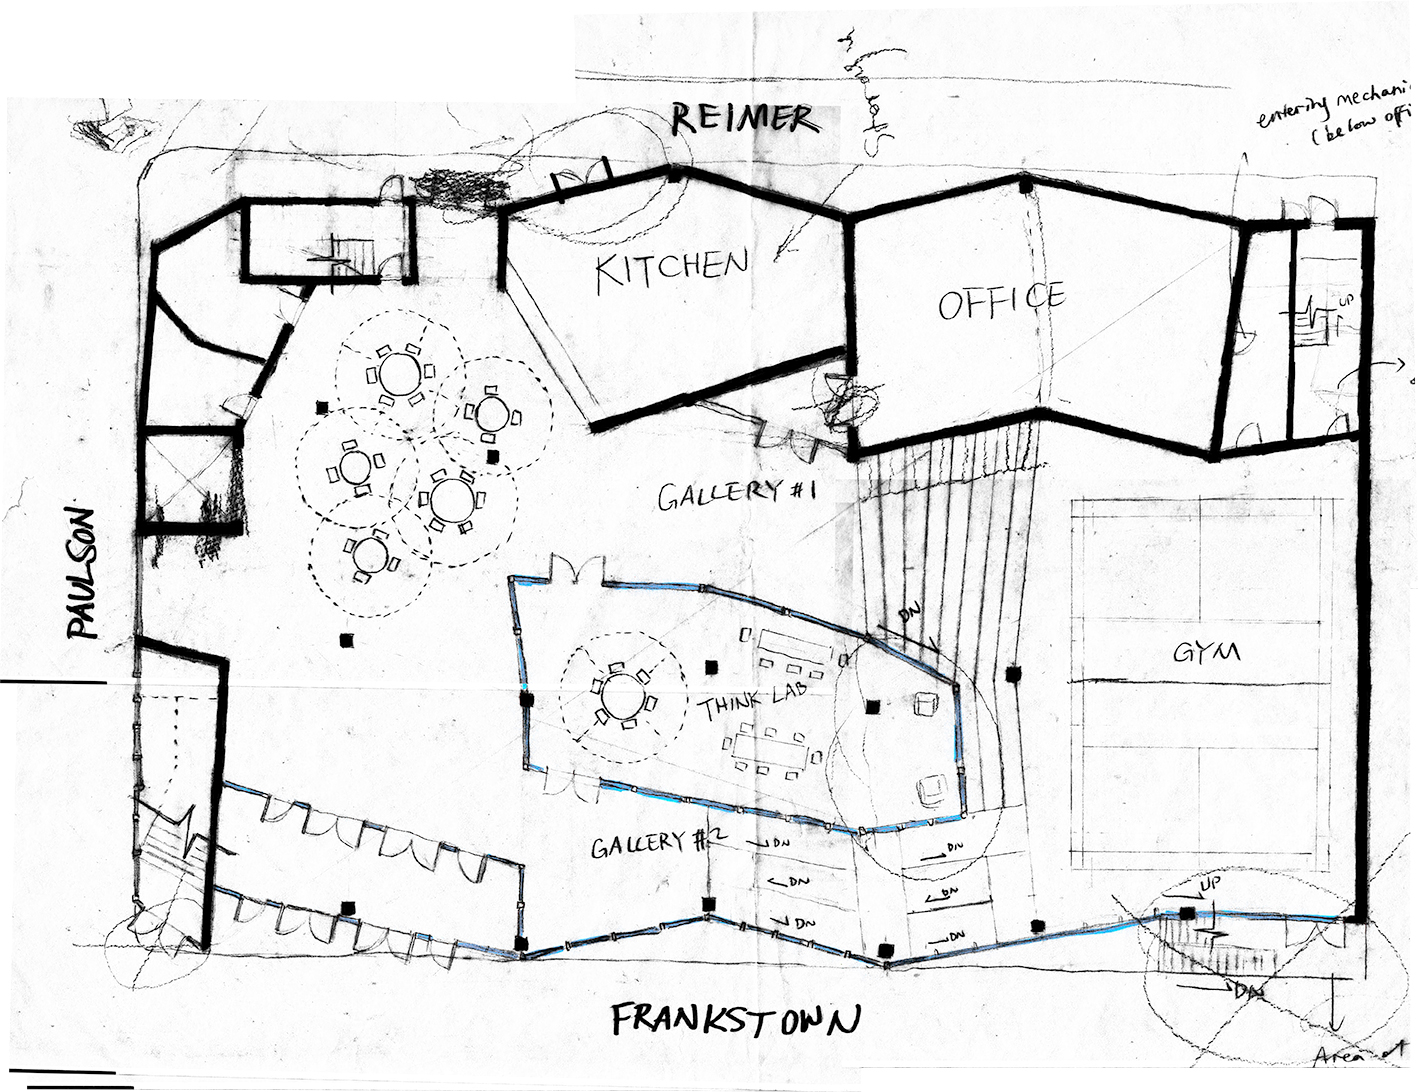 REIMER
entering mechani
(below offi
KITCHEN
OFFICE
UP
GALLERY #1
PAULSON
DN
GYM
THINK LAB
GALLERY #2
DN
DN
DN
DN
DN
DN
UP
DN
FRANKSTOWN
Area of